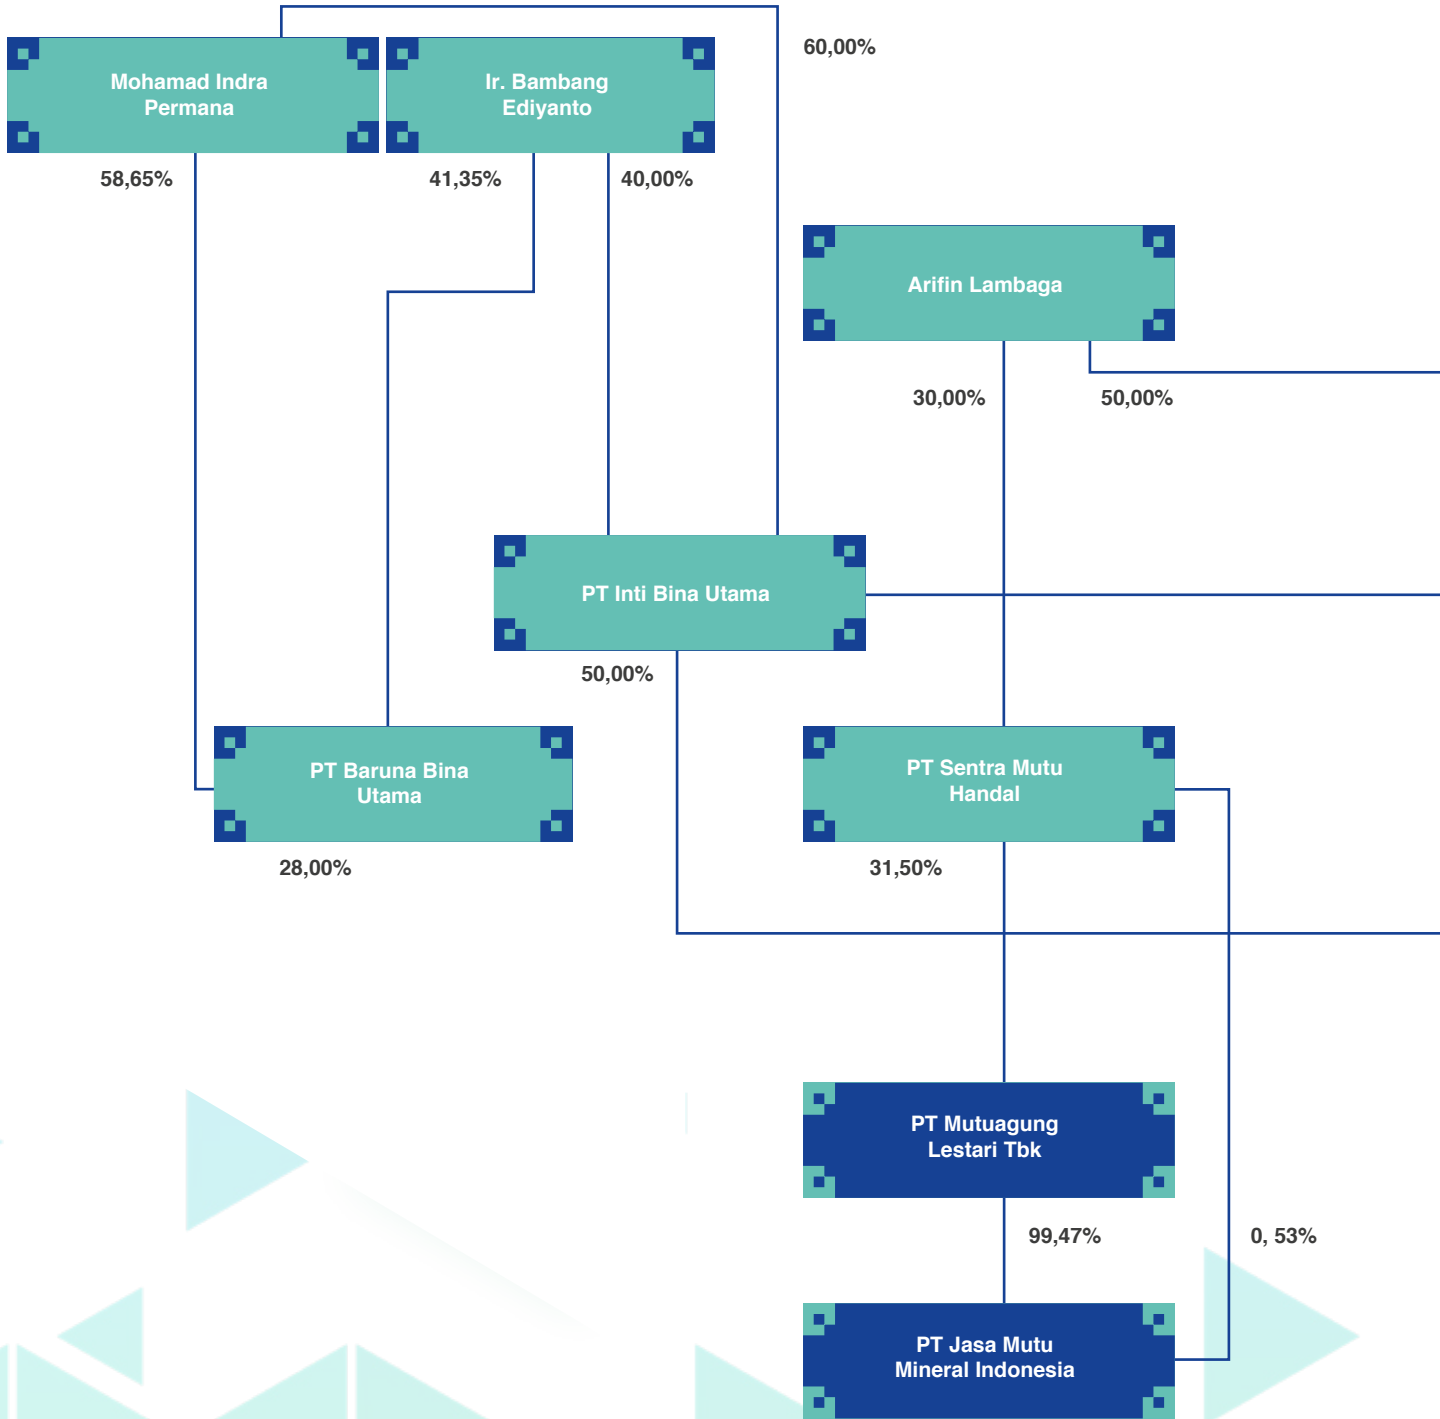 60,00%
Mohamad Indra
Permana
Ir. Bambang
Ediyanto
58,65%
41,35%
40,00%
Arifin Lambaga
30,00%
50,00%
PT Inti Bina Utama
50,00%
PT Baruna Bina
Utama
PT Sentra Mutu
Handal
28,00%
31,50%
PT Mutuagung
Lestari Tbk
99,47%
0, 53%
PT Jasa Mutu
Mineral Indonesia